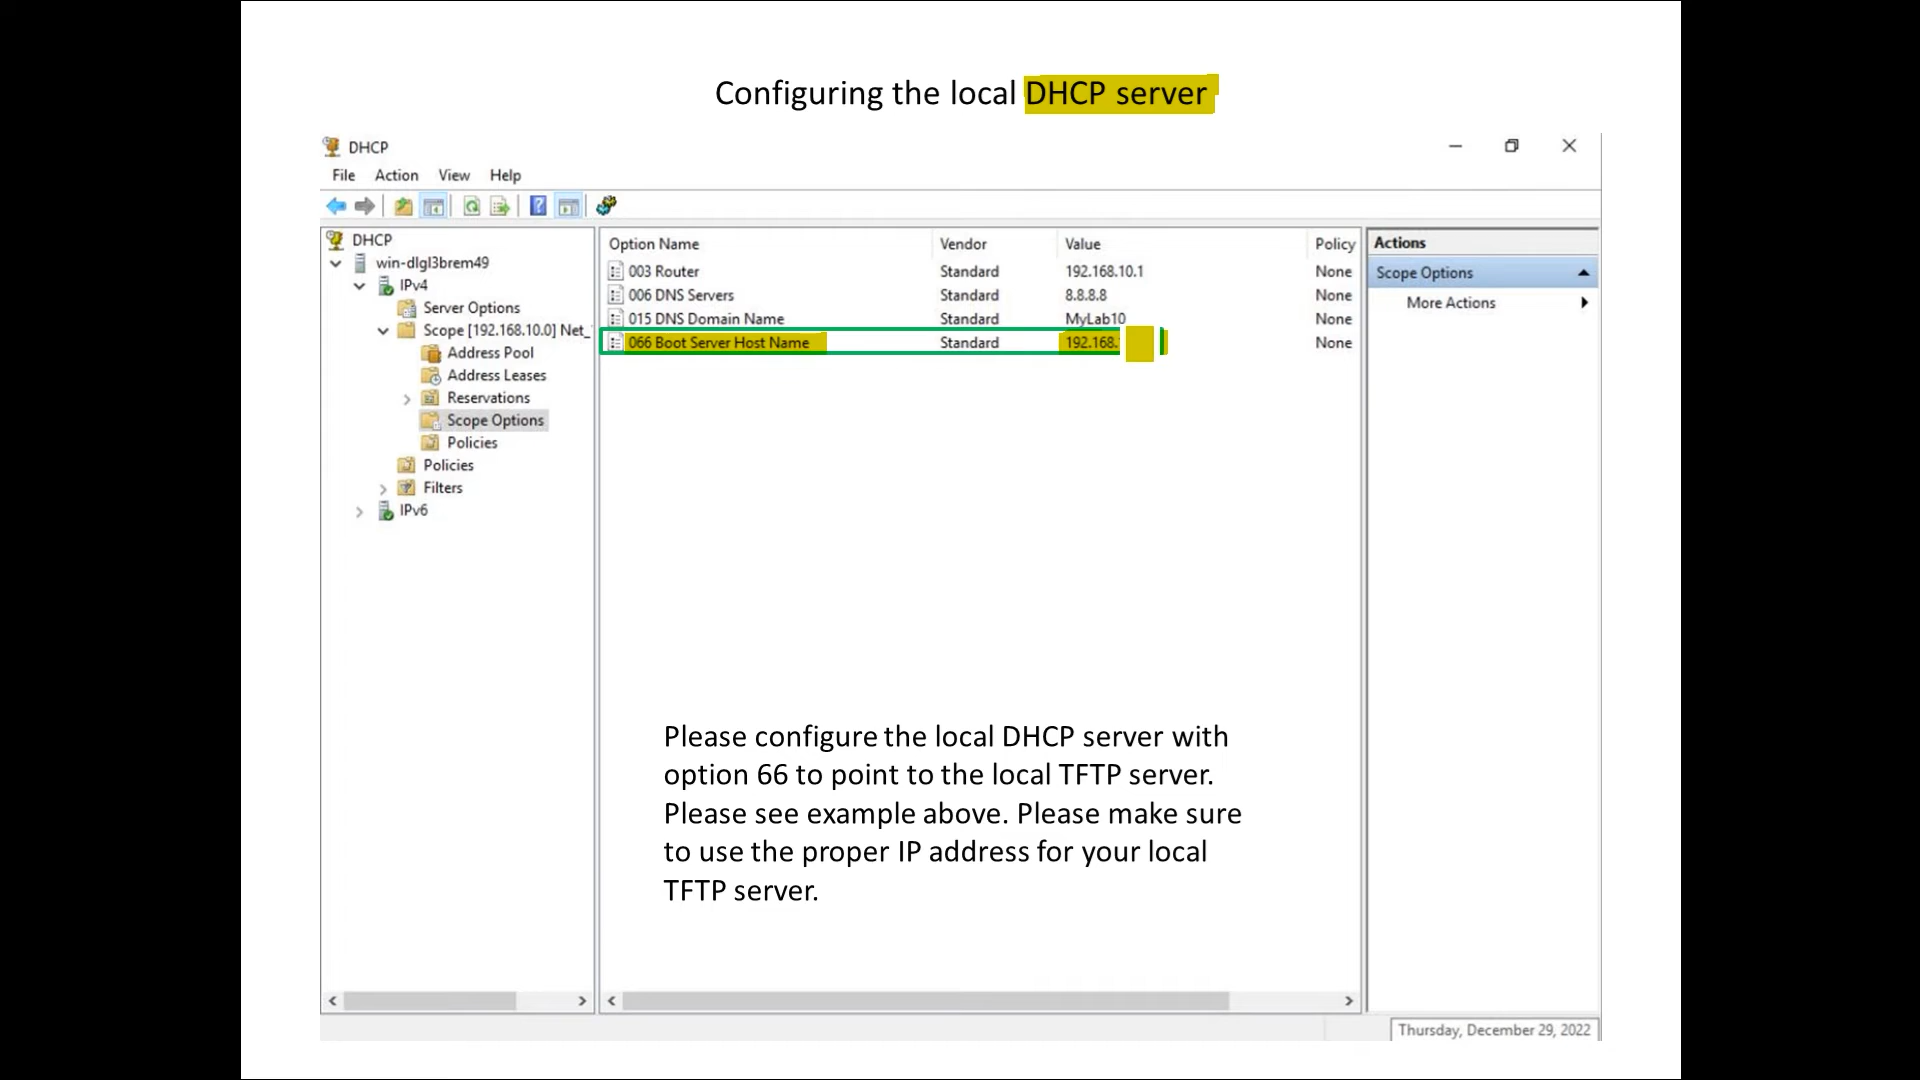 Configuring the local DHCP server
DHCP
File Action View Help
DHCP
win-dlgl3brem49
IPv4
Server Options
Scope [192.168.10.0] Net_
Address Pool
Address Leases
Reservations
Scope Options
Policies
Policies
Filters
IPv6
Option Name Vendor Value Policy
003 Router Standard 192.168.10.1 None
006 DNS Servers Standard 8.8.8.8 None
015 DNS Domain Name Standard MyLab10 None
066 Boot Server Host Name Standard 192.168. None
Actions
Scope Options
More Actions
Please configure the local DHCP server with
option 66 to point to the local TFTP server.
Please see example above. Please make sure
to use the proper IP address for your local
TFTP server.
Thursday, December 29, 2022